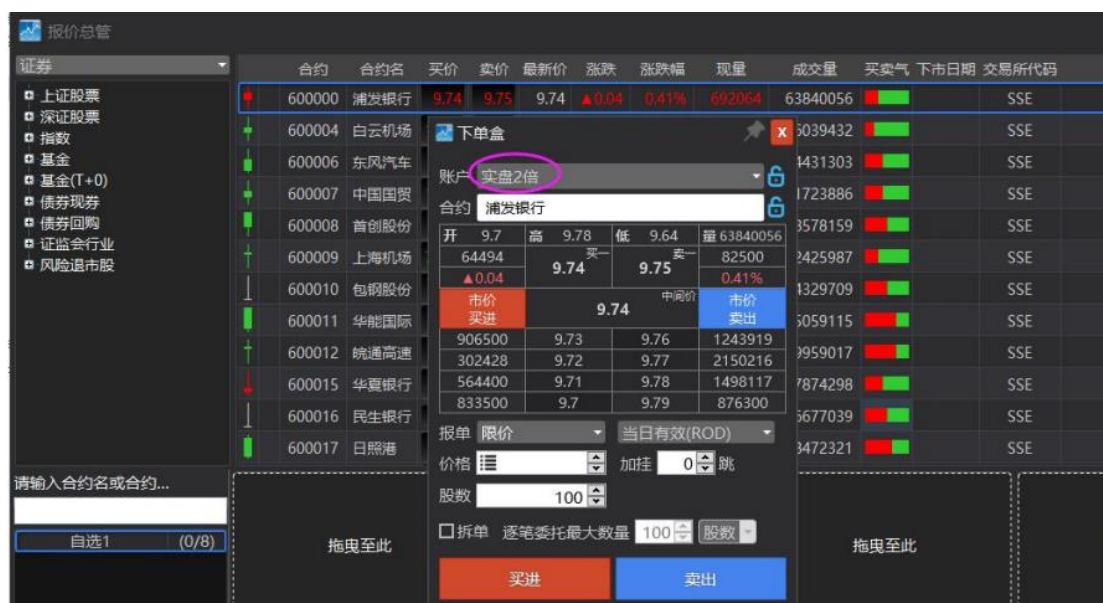 报价总管
证券
合约 合约名 买价 卖价 最新价 涨跌 涨跌幅 现量 成交量 买卖气 下市日期 交易所代码
上证股票
深证股票
指数
基金
基金(T+0)
债券现券
债券回购
证监会行业
风险退市股
600000 浦发银行 9.74 9.75 9.74 ▲0.04 0.41% 692064 63840056 SSE
600004 白云机场 5039432 SSE
600006 东风汽车 4431303 SSE
600007 中国国贸 1723886 SSE
600008 首创股份 3578159 SSE
600009 上海机场 2425987 SSE
600010 包钢股份 4329709 SSE
600011 华能国际 5059115 SSE
600012 皖通高速 9959017 SSE
600015 华夏银行 7874298 SSE
600016 民生银行 5677039 SSE
600017 日照港 3472321 SSE
下单盒
X
账户 实盘2倍
合约 浦发银行
开 9.7 高 9.78 低 9.64 量 63840056
64494 9.74 买一 9.75 卖一 82500
▲0.04 0.41%
市价买进 9.74 中间价 市价卖出
906500 9.73 9.76 1243919
302428 9.72 9.77 2150216
564400 9.71 9.78 1498117
833500 9.7 9.79 876300
报单 限价 当日有效(ROD)
价格 加挂 0 跳
股数 100
拆单 逐笔委托最大数量 100 股数
买进 卖出
请输入合约名或合约...
自选1 (0/8)
拖曳至此
拖曳至此